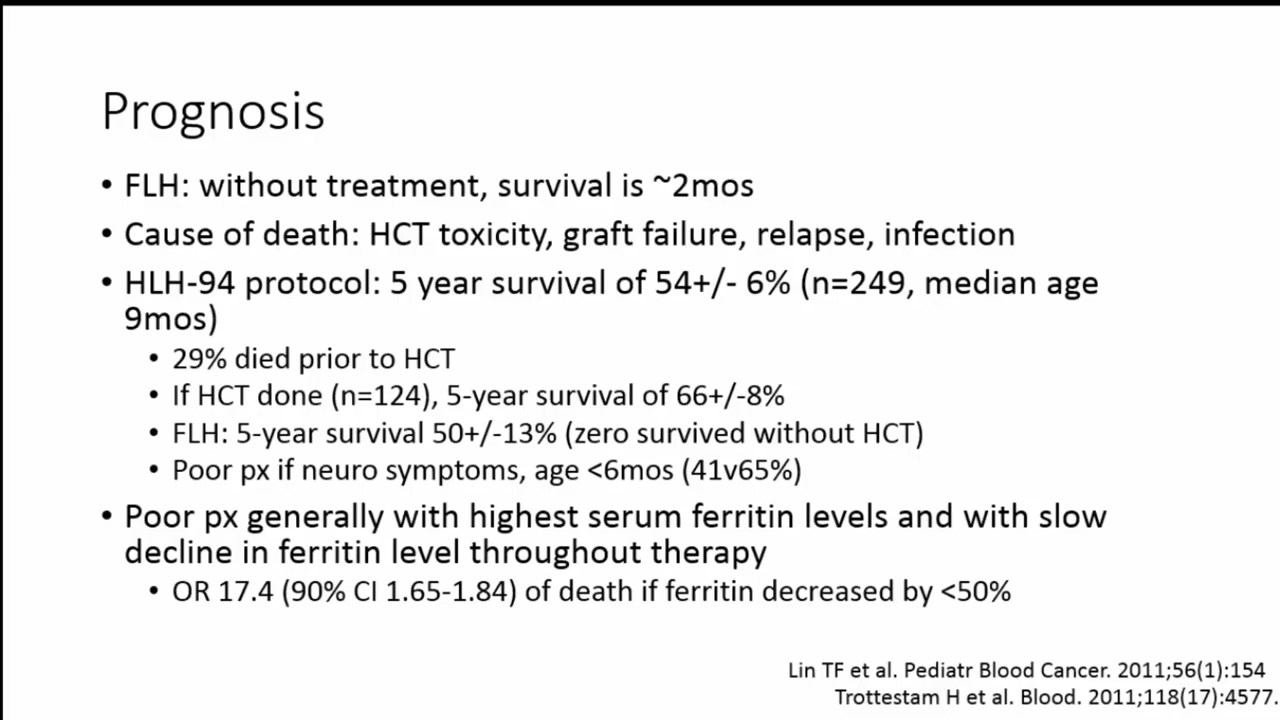 Prognosis
• FLH: without treatment, survival is ~2mos
• Cause of death: HCT toxicity, graft failure, relapse, infection
• HLH-94 protocol: 5 year survival of 54+/- 6% (n=249, median age
9mos)
• 29% died prior to HCT
• If HCT done (n=124), 5-year survival of 66+/-8%
• FLH: 5-year survival 50+/-13% (zero survived without HCT)
• Poor px if neuro symptoms, age <6mos (41v65%)
• Poor px generally with highest serum ferritin levels and with slow
decline in ferritin level throughout therapy
• OR 17.4 (90% CI 1.65-1.84) of death if ferritin decreased by <50%
Lin TF et al. Pediatr Blood Cancer. 2011;56(1):154
Trottestam H et al. Blood. 2011;118(17):4577.